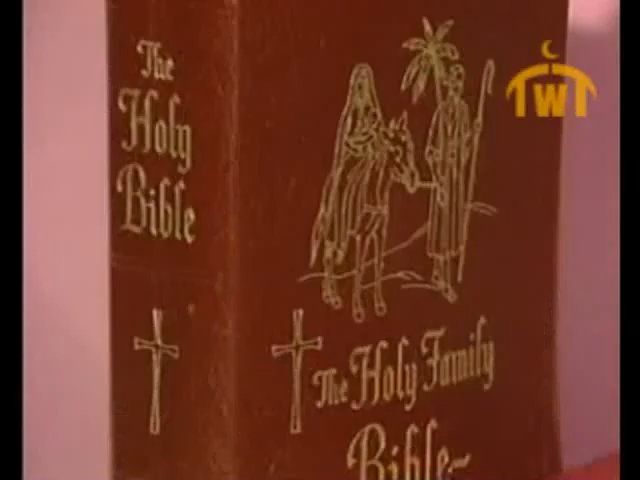 The
Holy
Bible
The Holy Family
Bible
TWT